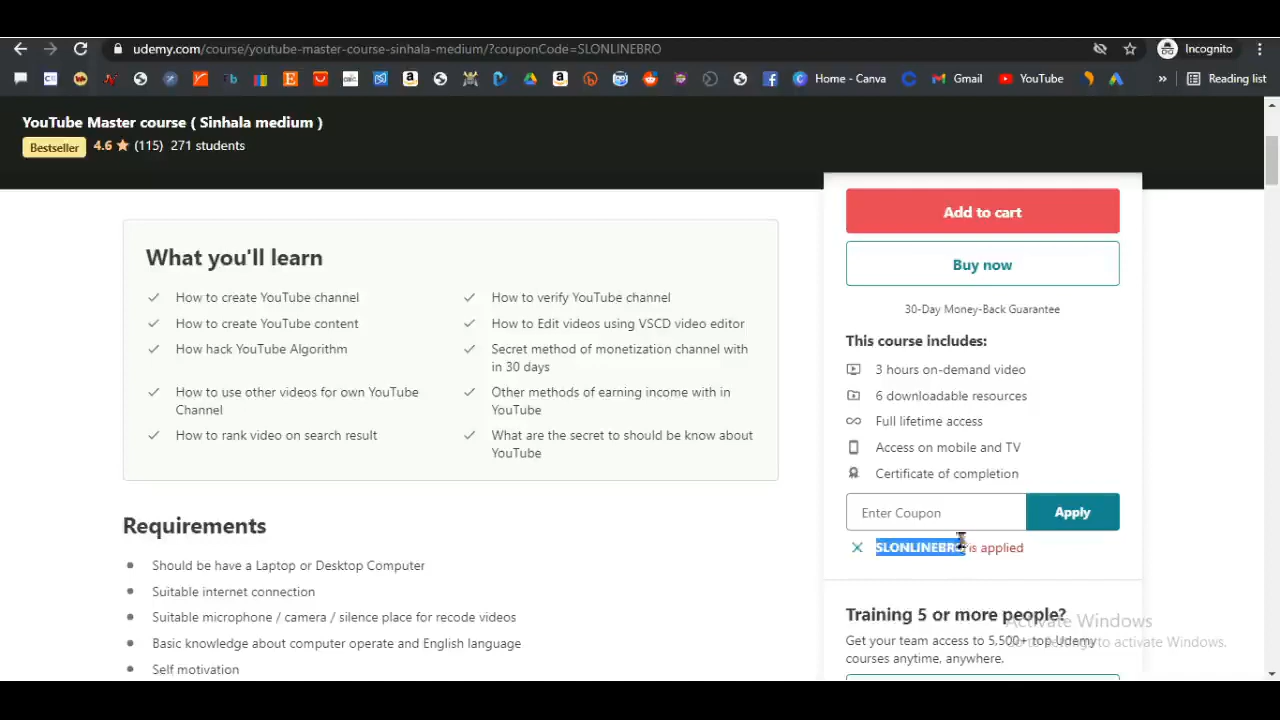 udemy.com/course/youtube-master-course-sinhala-medium/?couponCode=SLONLINEBRO
Incognito
Home - Canva
Gmail
YouTube
»
Reading list
YouTube Master course ( Sinhala medium )
Bestseller 4.6 ★ (115) 271 students
What you'll learn
How to create YouTube channel
How to create YouTube content
How hack YouTube Algorithm
How to use other videos for own YouTube
Channel
How to rank video on search result
How to verify YouTube channel
How to Edit videos using VSCD video editor
Secret method of monetization channel with
in 30 days
Other methods of earning income with in
YouTube
What are the secret to should be know about
YouTube
Requirements
Should be have a Laptop or Desktop Computer
Suitable internet connection
Suitable microphone / camera / silence place for recode videos
Basic knowledge about computer operate and English language
Self motivation
Add to cart
Buy now
30-Day Money-Back Guarantee
This course includes:
3 hours on-demand video
6 downloadable resources
Full lifetime access
Access on mobile and TV
Certificate of completion
Enter Coupon
Apply
SLONLINEBRO is applied
Training 5 or more people?
Get your team access to 5,500+ top Udemy
courses anytime, anywhere.
Activate Windows
Go to Settings to activate Windows.